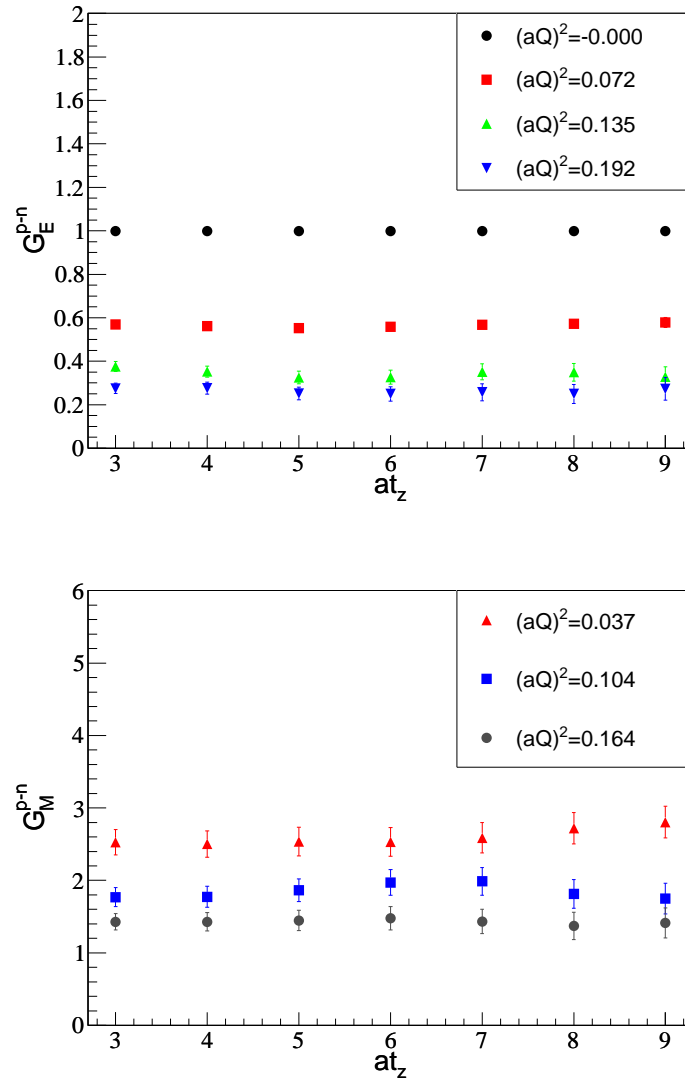 2
1.8
1.6
1.4
1.2
1
0.8
0.6
0.4
0.2
0
G_E^{p-n}
(aQ)²=-0.000
(aQ)²=0.072
(aQ)²=0.135
(aQ)²=0.192
3 4 5 6 7 8 9
at_z
6
5
4
3
2
1
0
G_M^{p-n}
(aQ)²=0.037
(aQ)²=0.104
(aQ)²=0.164
3 4 5 6 7 8 9
at_z